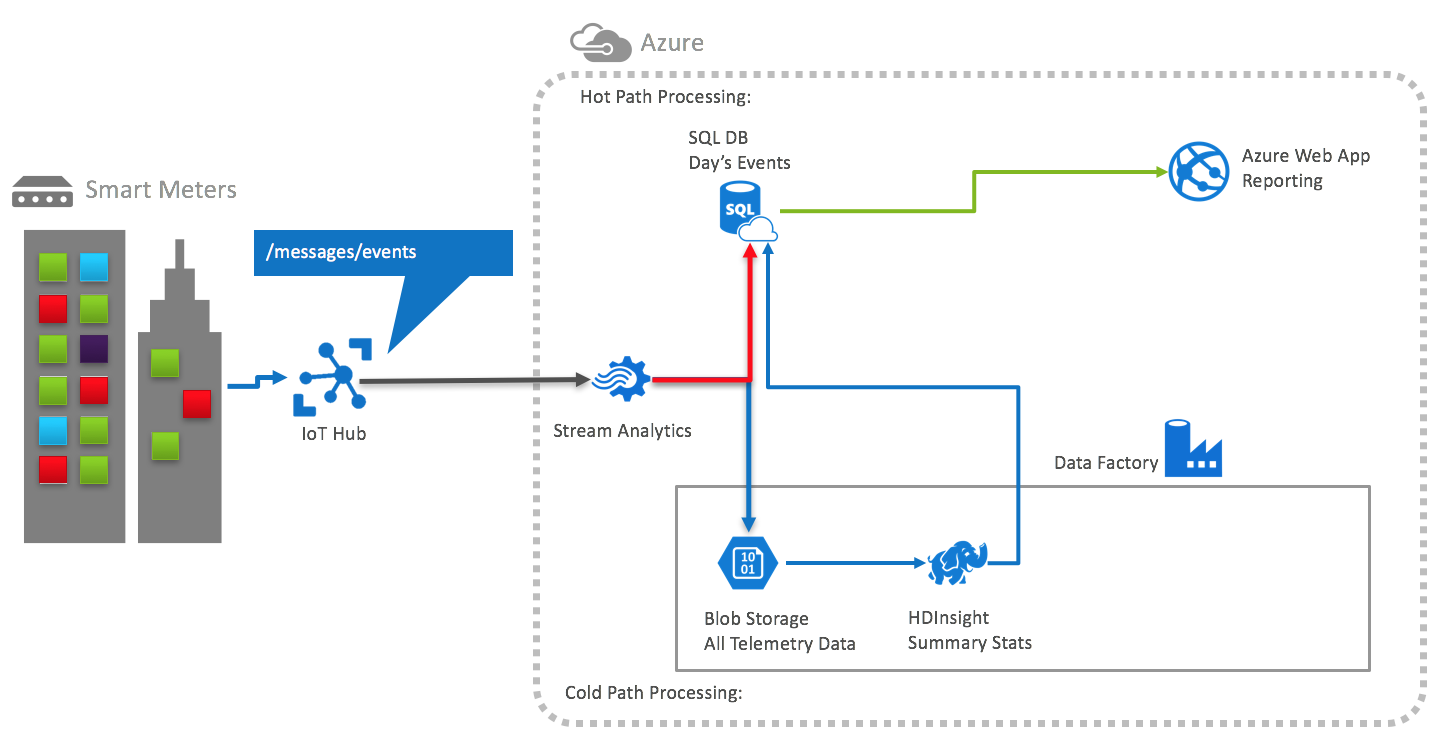 Azure
Hot Path Processing:
SQL DB
Day's Events
SQL
Azure Web App
Reporting
Smart Meters
/messages/events
IoT Hub
Stream Analytics
Data Factory
10
01
Blob Storage
All Telemetry Data
HDInsight
Summary Stats
Cold Path Processing: